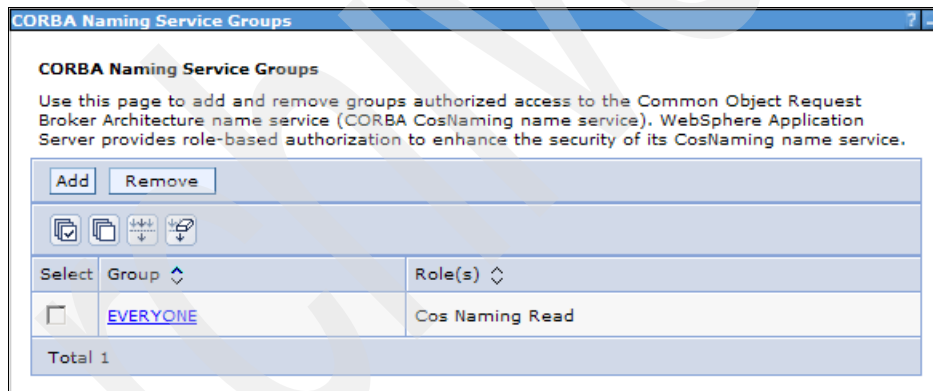 CORBA Naming Service Groups ? -
CORBA Naming Service Groups
Use this page to add and remove groups authorized access to the Common Object Request
Broker Architecture name service (CORBA CosNaming name service). WebSphere Application
Server provides role-based authorization to enhance the security of its CosNaming name service.
Add Remove
Select Group Role(s)
EVERYONE Cos Naming Read
Total 1